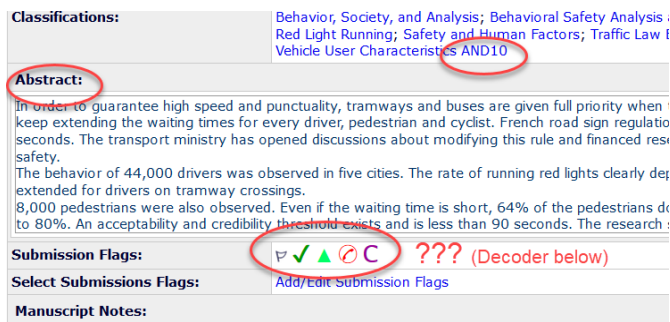 Classifications: Behavior, Society, and Analysis; Behavioral Safety Analysis a
Red Light Running; Safety and Human Factors; Traffic Law E
Vehicle User Characteristics AND10
Abstract:
In order to guarantee high speed and punctuality, tramways and buses are given full priority when t
keep extending the waiting times for every driver, pedestrian and cyclist. French road sign regulatio
seconds. The transport ministry has opened discussions about modifying this rule and financed rese
safety.
The behavior of 44,000 drivers was observed in five cities. The rate of running red lights clearly dep
extended for drivers on tramway crossings.
8,000 pedestrians were also observed. Even if the waiting time is short, 64% of the pedestrians do
to 80%. An acceptability and credibility threshold exists and is less than 90 seconds. The research s
Submission Flags: C ??? (Decoder below)
Select Submissions Flags: Add/Edit Submission Flags
Manuscript Notes: